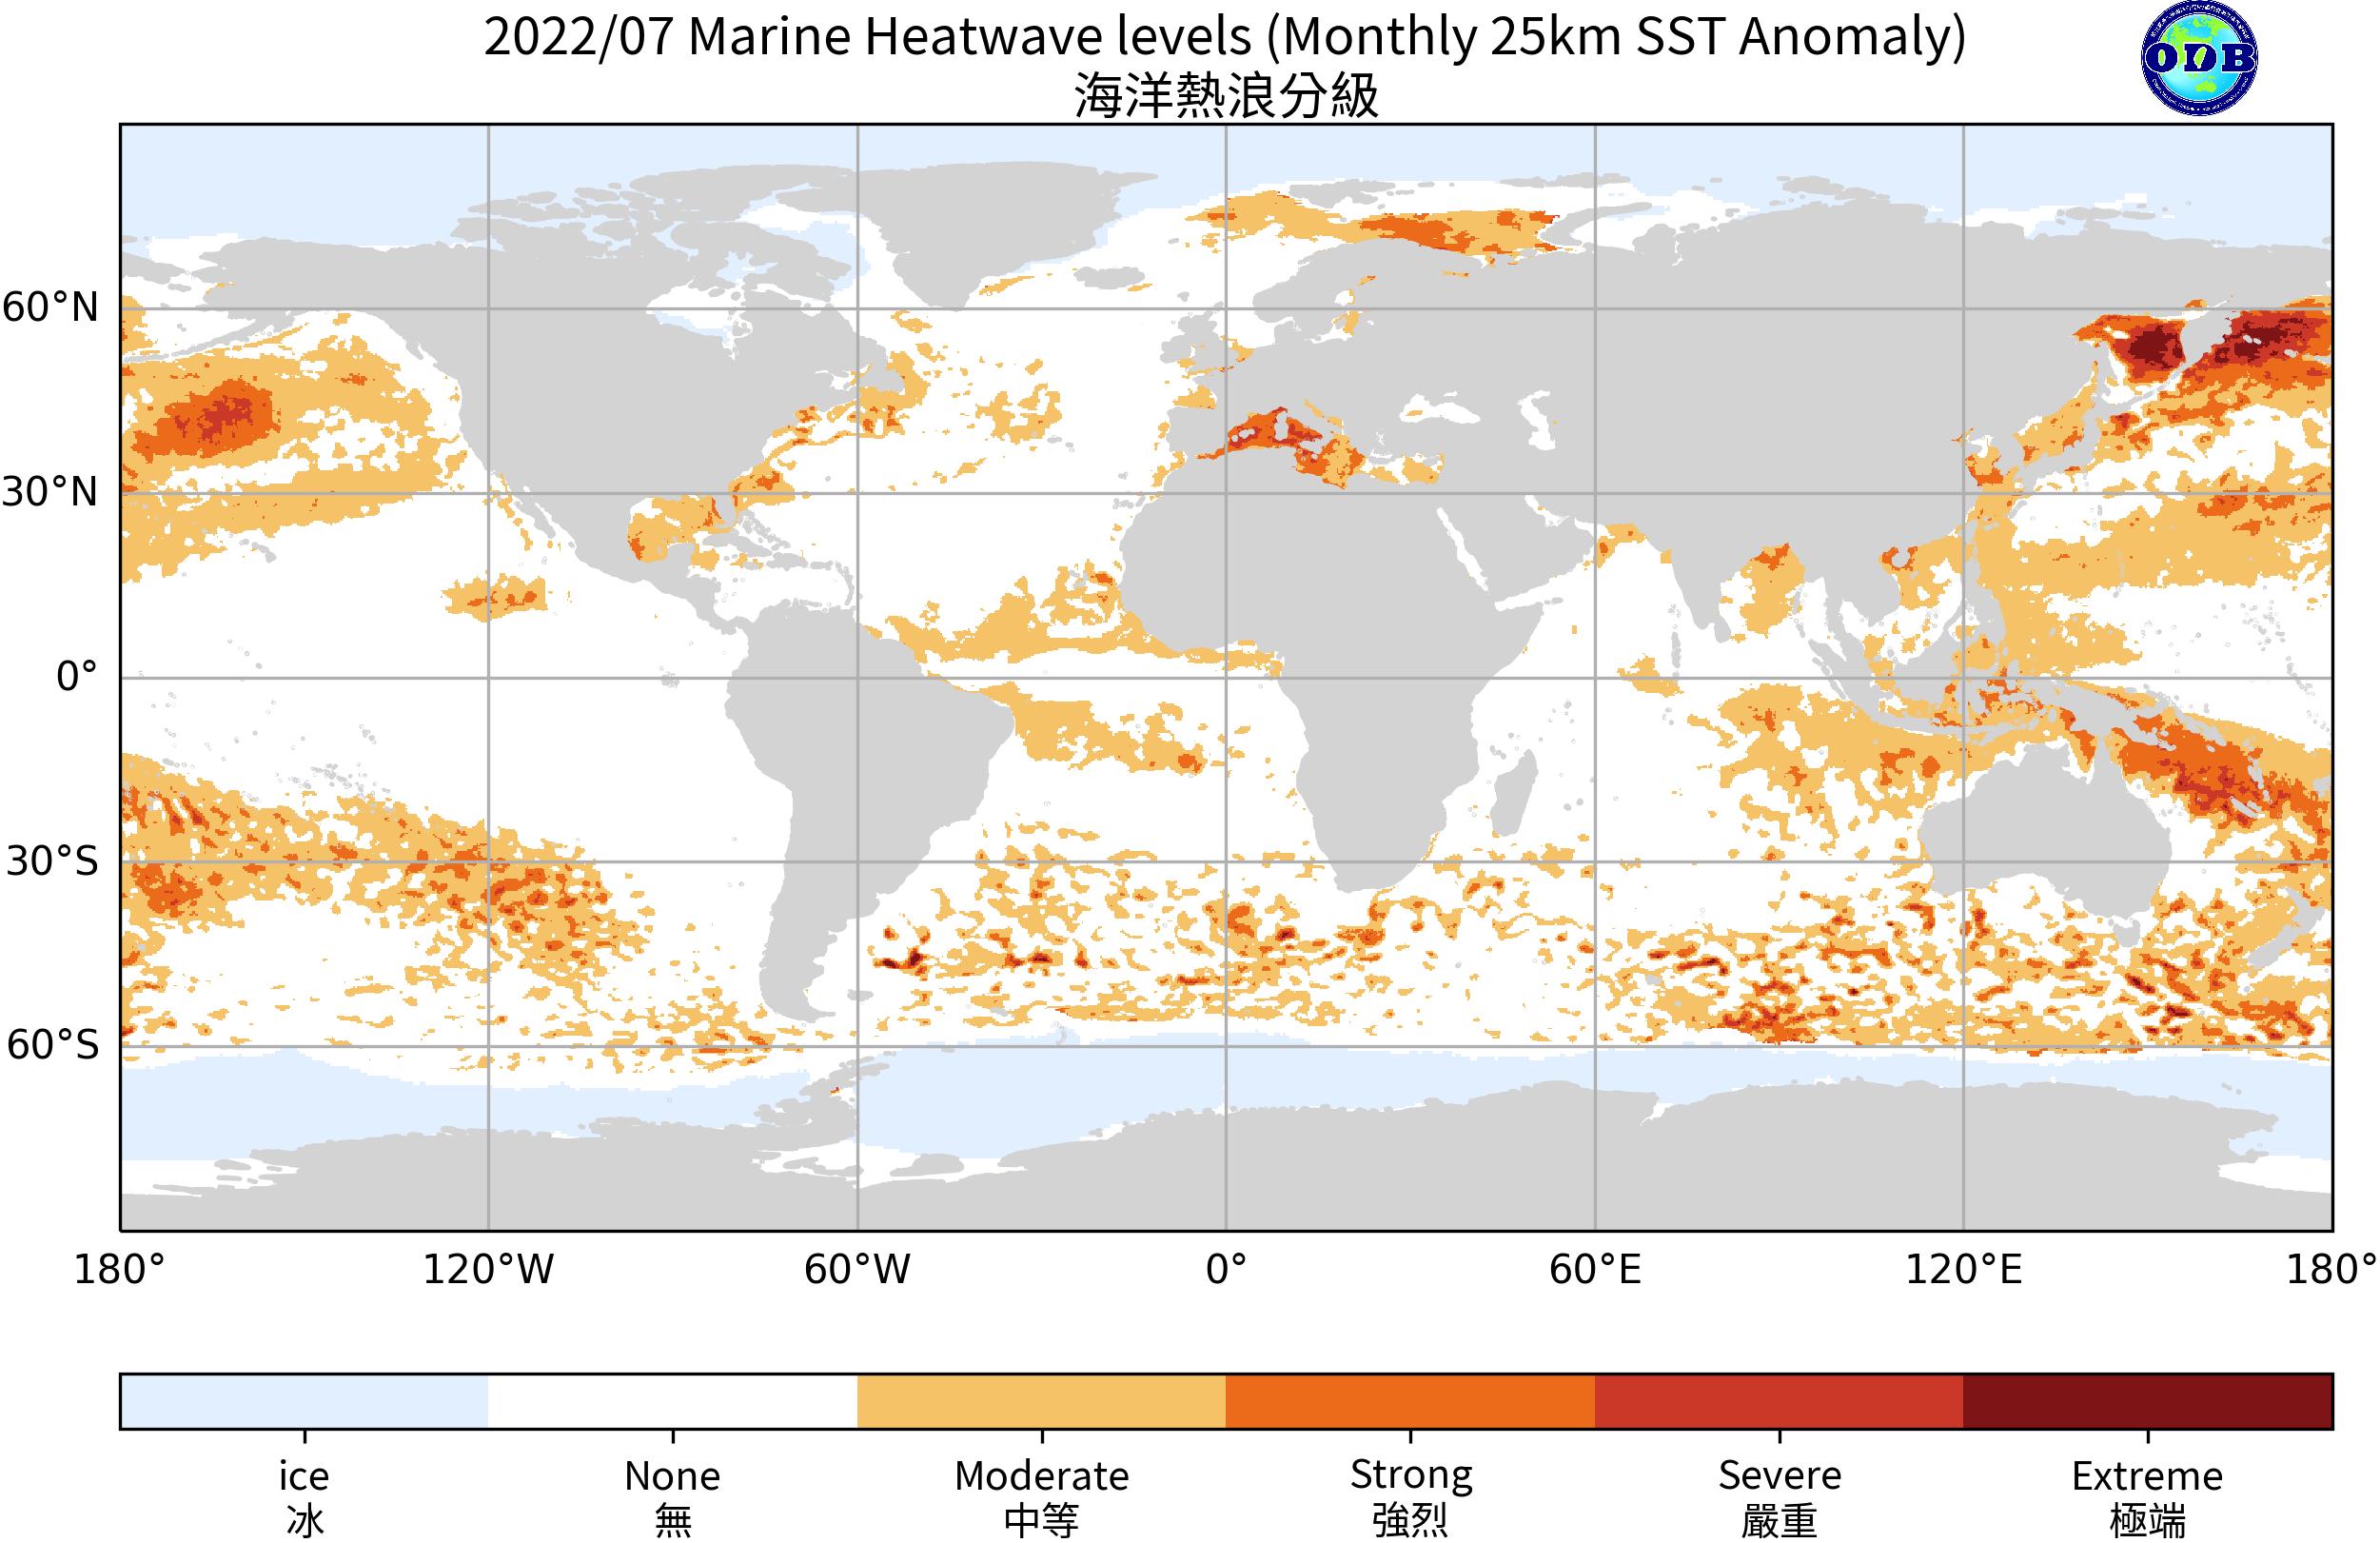 2022/07 Marine Heatwave levels (Monthly 25km SST Anomaly)
海洋熱浪分級
ODB
60°N
30°N
0°
30°S
60°S
180° 120°W 60°W 0° 60°E 120°E 180°
ice None Moderate Strong Severe Extreme
冰 無 中等 強烈 嚴重 極端